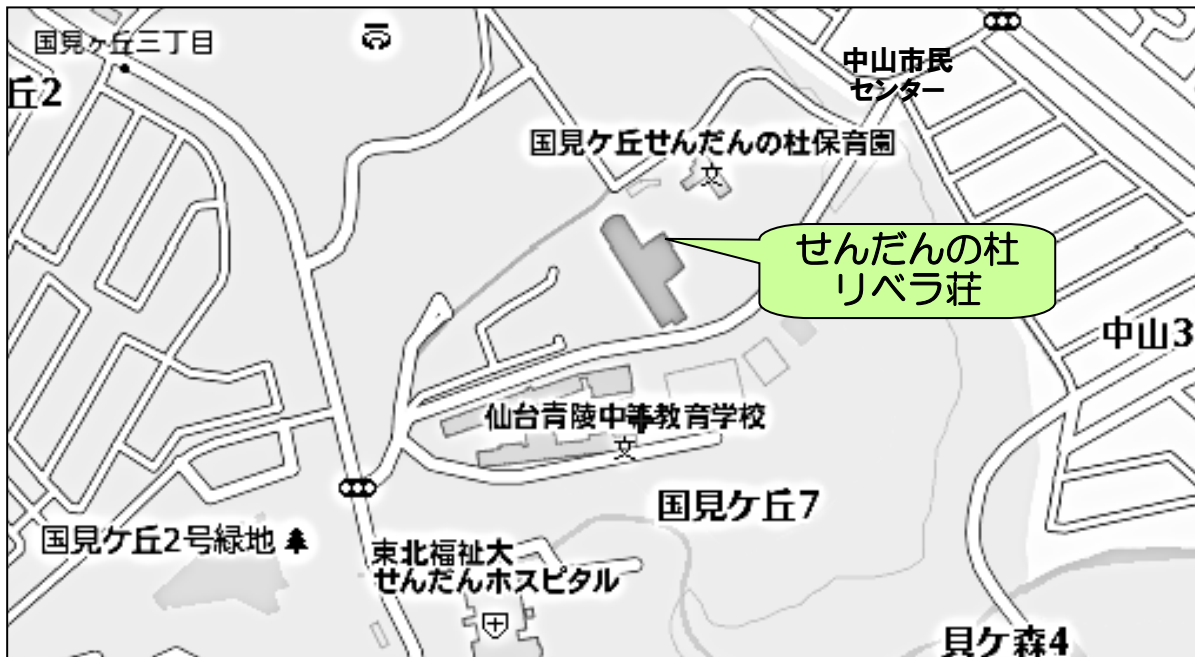 国見ヶ丘三丁目
丘2
中山市民
センター
国見ケ丘せんだんの杜保育園
文
せんだんの杜
リベラ荘
中山3
仙台青陵中等教育学校
文
国見ケ丘7
国見ケ丘2号緑地
東北福祉大
せんだんホスピタル
貝ケ森4